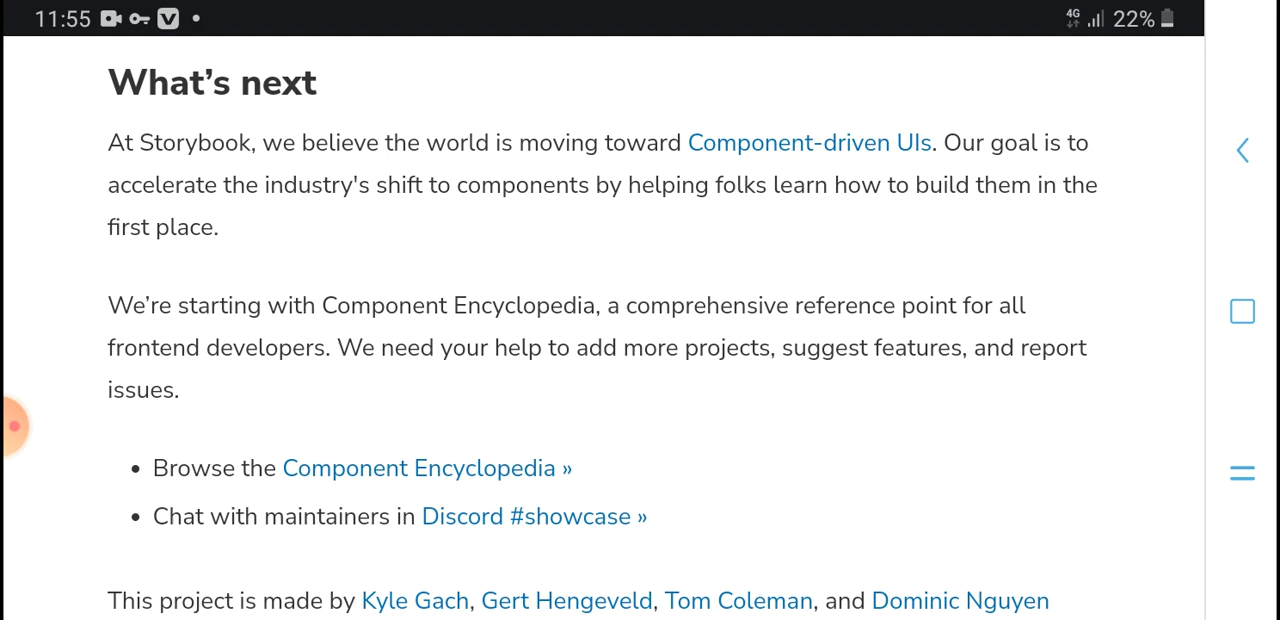 11:55 4G 22%
What’s next
At Storybook, we believe the world is moving toward Component-driven UIs. Our goal is to
accelerate the industry's shift to components by helping folks learn how to build them in the
first place.
We’re starting with Component Encyclopedia, a comprehensive reference point for all
frontend developers. We need your help to add more projects, suggest features, and report
issues.
• Browse the Component Encyclopedia »
• Chat with maintainers in Discord #showcase »
This project is made by Kyle Gach, Gert Hengeveld, Tom Coleman, and Dominic Nguyen